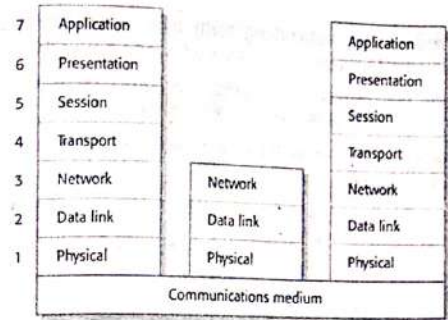 7 Application
6 Presentation
5 Session
4 Transport
3 Network
2 Data link
1 Physical
Network
Data link
Physical
Application
Presentation
Session
Transport
Network
Data link
Physical
Communications medium